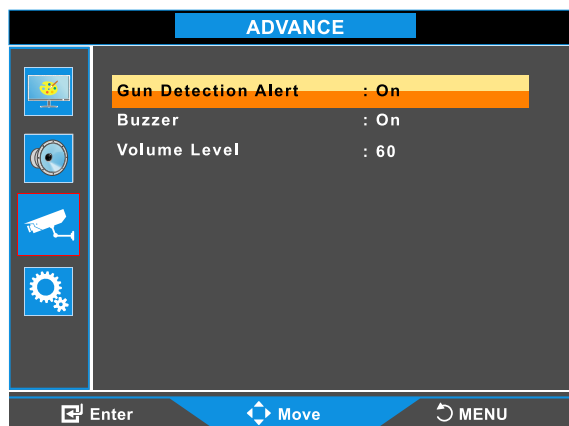 ADVANCE
Gun Detection Alert : On
Buzzer : On
Volume Level : 60
Enter Move MENU